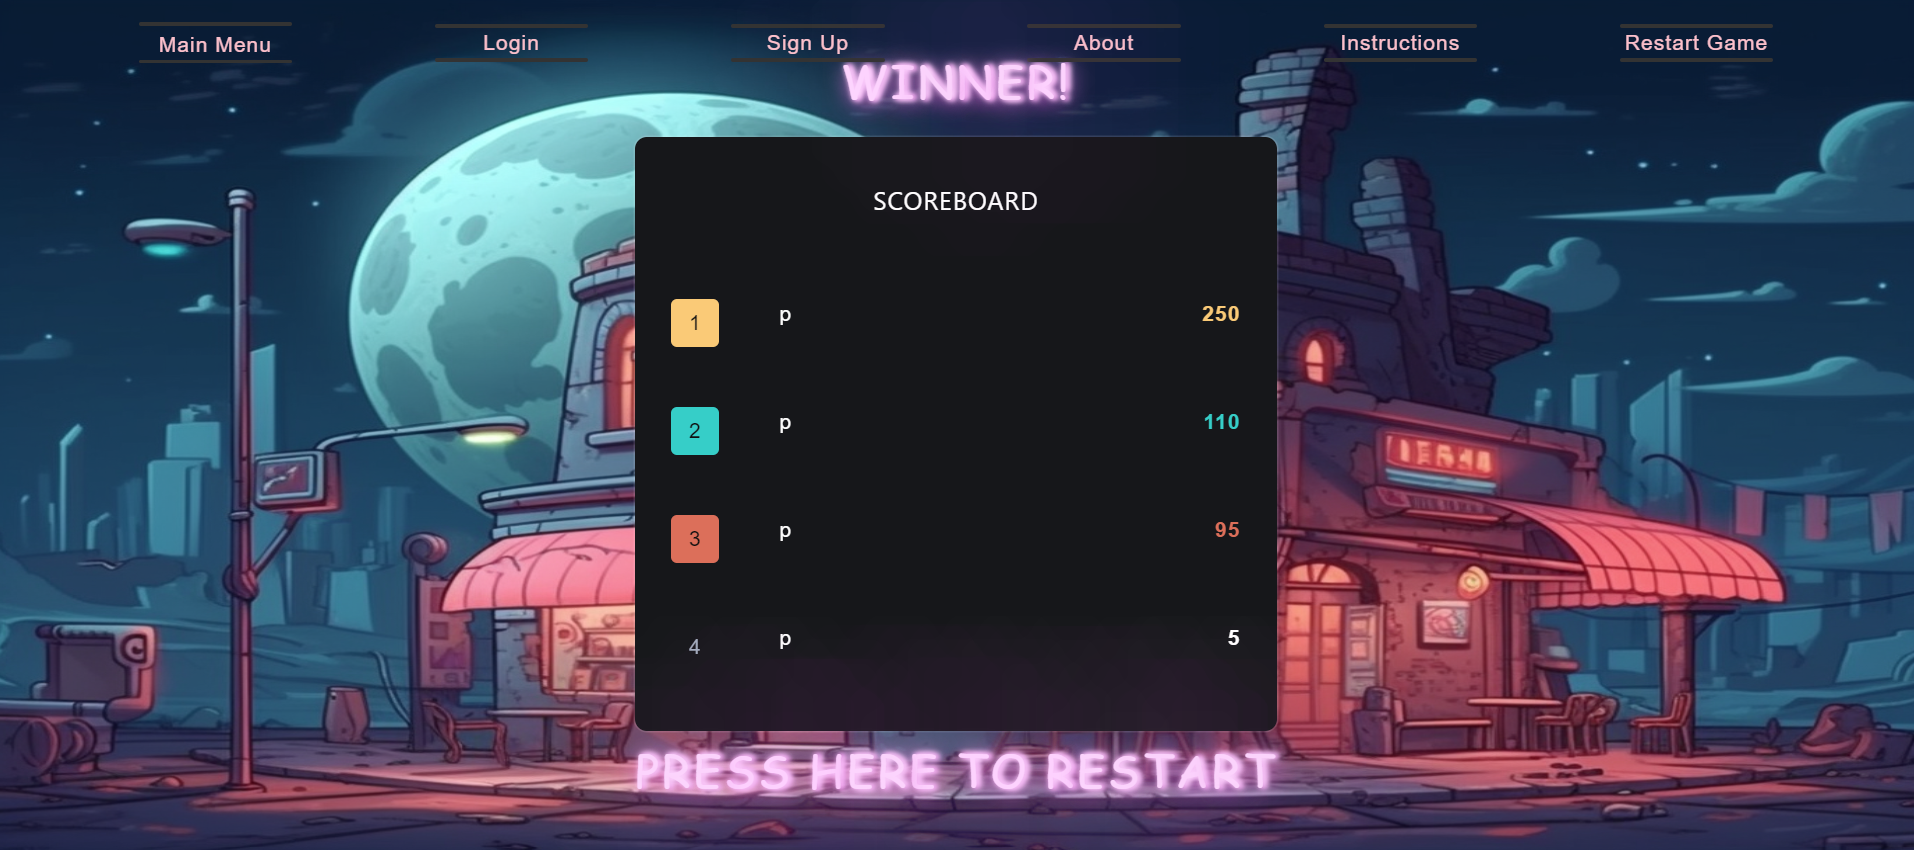 Main Menu
Login
Sign Up
About
Instructions
Restart Game
WINNER!
SCOREBOARD
1 p 250
2 p 110
3 p 95
4 p 5
PRESS HERE TO RESTART